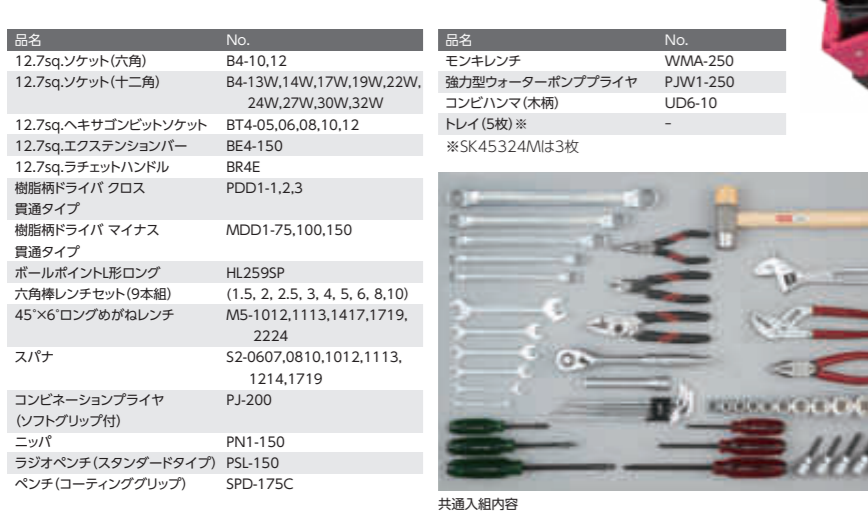 品名 No.
12.7sq.ソケット(六角) B4-10,12
12.7sq.ソケット(十二角) B4-13W,14W,17W,19W,22W,
24W,27W,30W,32W
12.7sq.ヘキサゴンビットソケット BT4-05,06,08,10,12
12.7sq.エクステンションバー BE4-150
12.7sq.ラチェットハンドル BR4E
樹脂柄ドライバ クロス PDD1-1,2,3
貫通タイプ
樹脂柄ドライバ マイナス MDD1-75,100,150
貫通タイプ
ボールポイントL形ロング HL259SP
六角棒レンチセット(9本組) (1.5, 2, 2.5, 3, 4, 5, 6, 8,10)
45°×6°ロングめがねレンチ M5-1012,1113,1417,1719,
2224
スパナ S2-0607,0810,1012,1113,
1214,1719
コンビネーションプライヤ PJ-200
(ソフトグリップ付)
ニッパ PN1-150
ラジオペンチ(スタンダードタイプ) PSL-150
ペンチ(コーティンググリップ) SPD-175C
品名 No.
モンキレンチ WMA-250
強力型ウォーターポンププライヤ PJW1-250
コンビハンマ(木柄) UD6-10
トレイ(5枚)※ –
※SK45324Mは3枚
共通入組内容